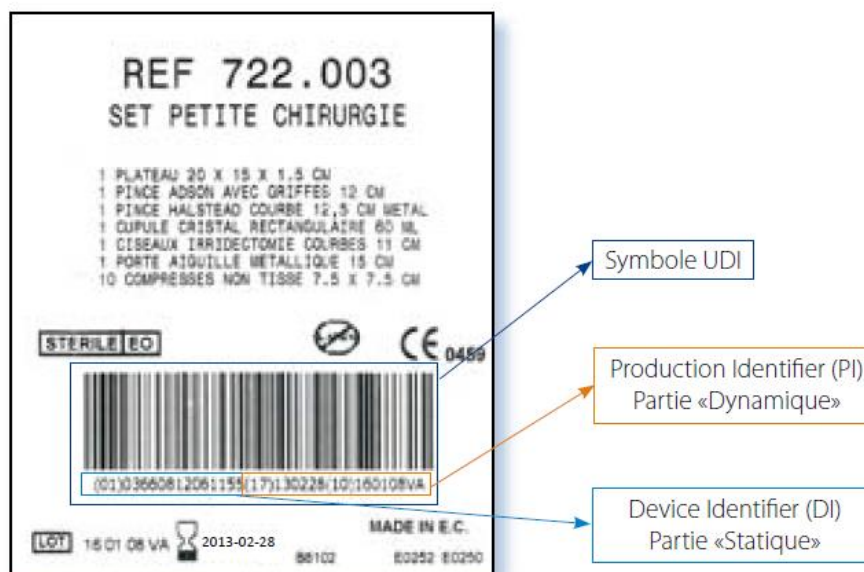 REF 722.003
SET PETITE CHIRURGIE
1 PLATEAU 20 X 15 X 1.5 CM
1 PINCE ADSON AVEC GRIFFES 12 CM
1 PINCE HALSTEAD COURBE 12,5 CM METAL
1 CUPULE CRISTAL RECTANGULAIRE 60 ML
1 CISEAUX IRRIDECTOMIE COURBES 11 CM
1 PORTE AIGUILLE METALLIQUE 15 CM
10 COMPRESSES NON TISSE 7.5 X 7.5 CM
STERILE EO
CE 0459
(01)03660812061155(17)130228(10)160108VA
LOT 16 01 08 VA 2013-02-28
MADE IN E.C.
B8102 E0252 E0250
Symbole UDI
Production Identifier (PI)
Partie «Dynamique»
Device Identifier (DI)
Partie «Statique»